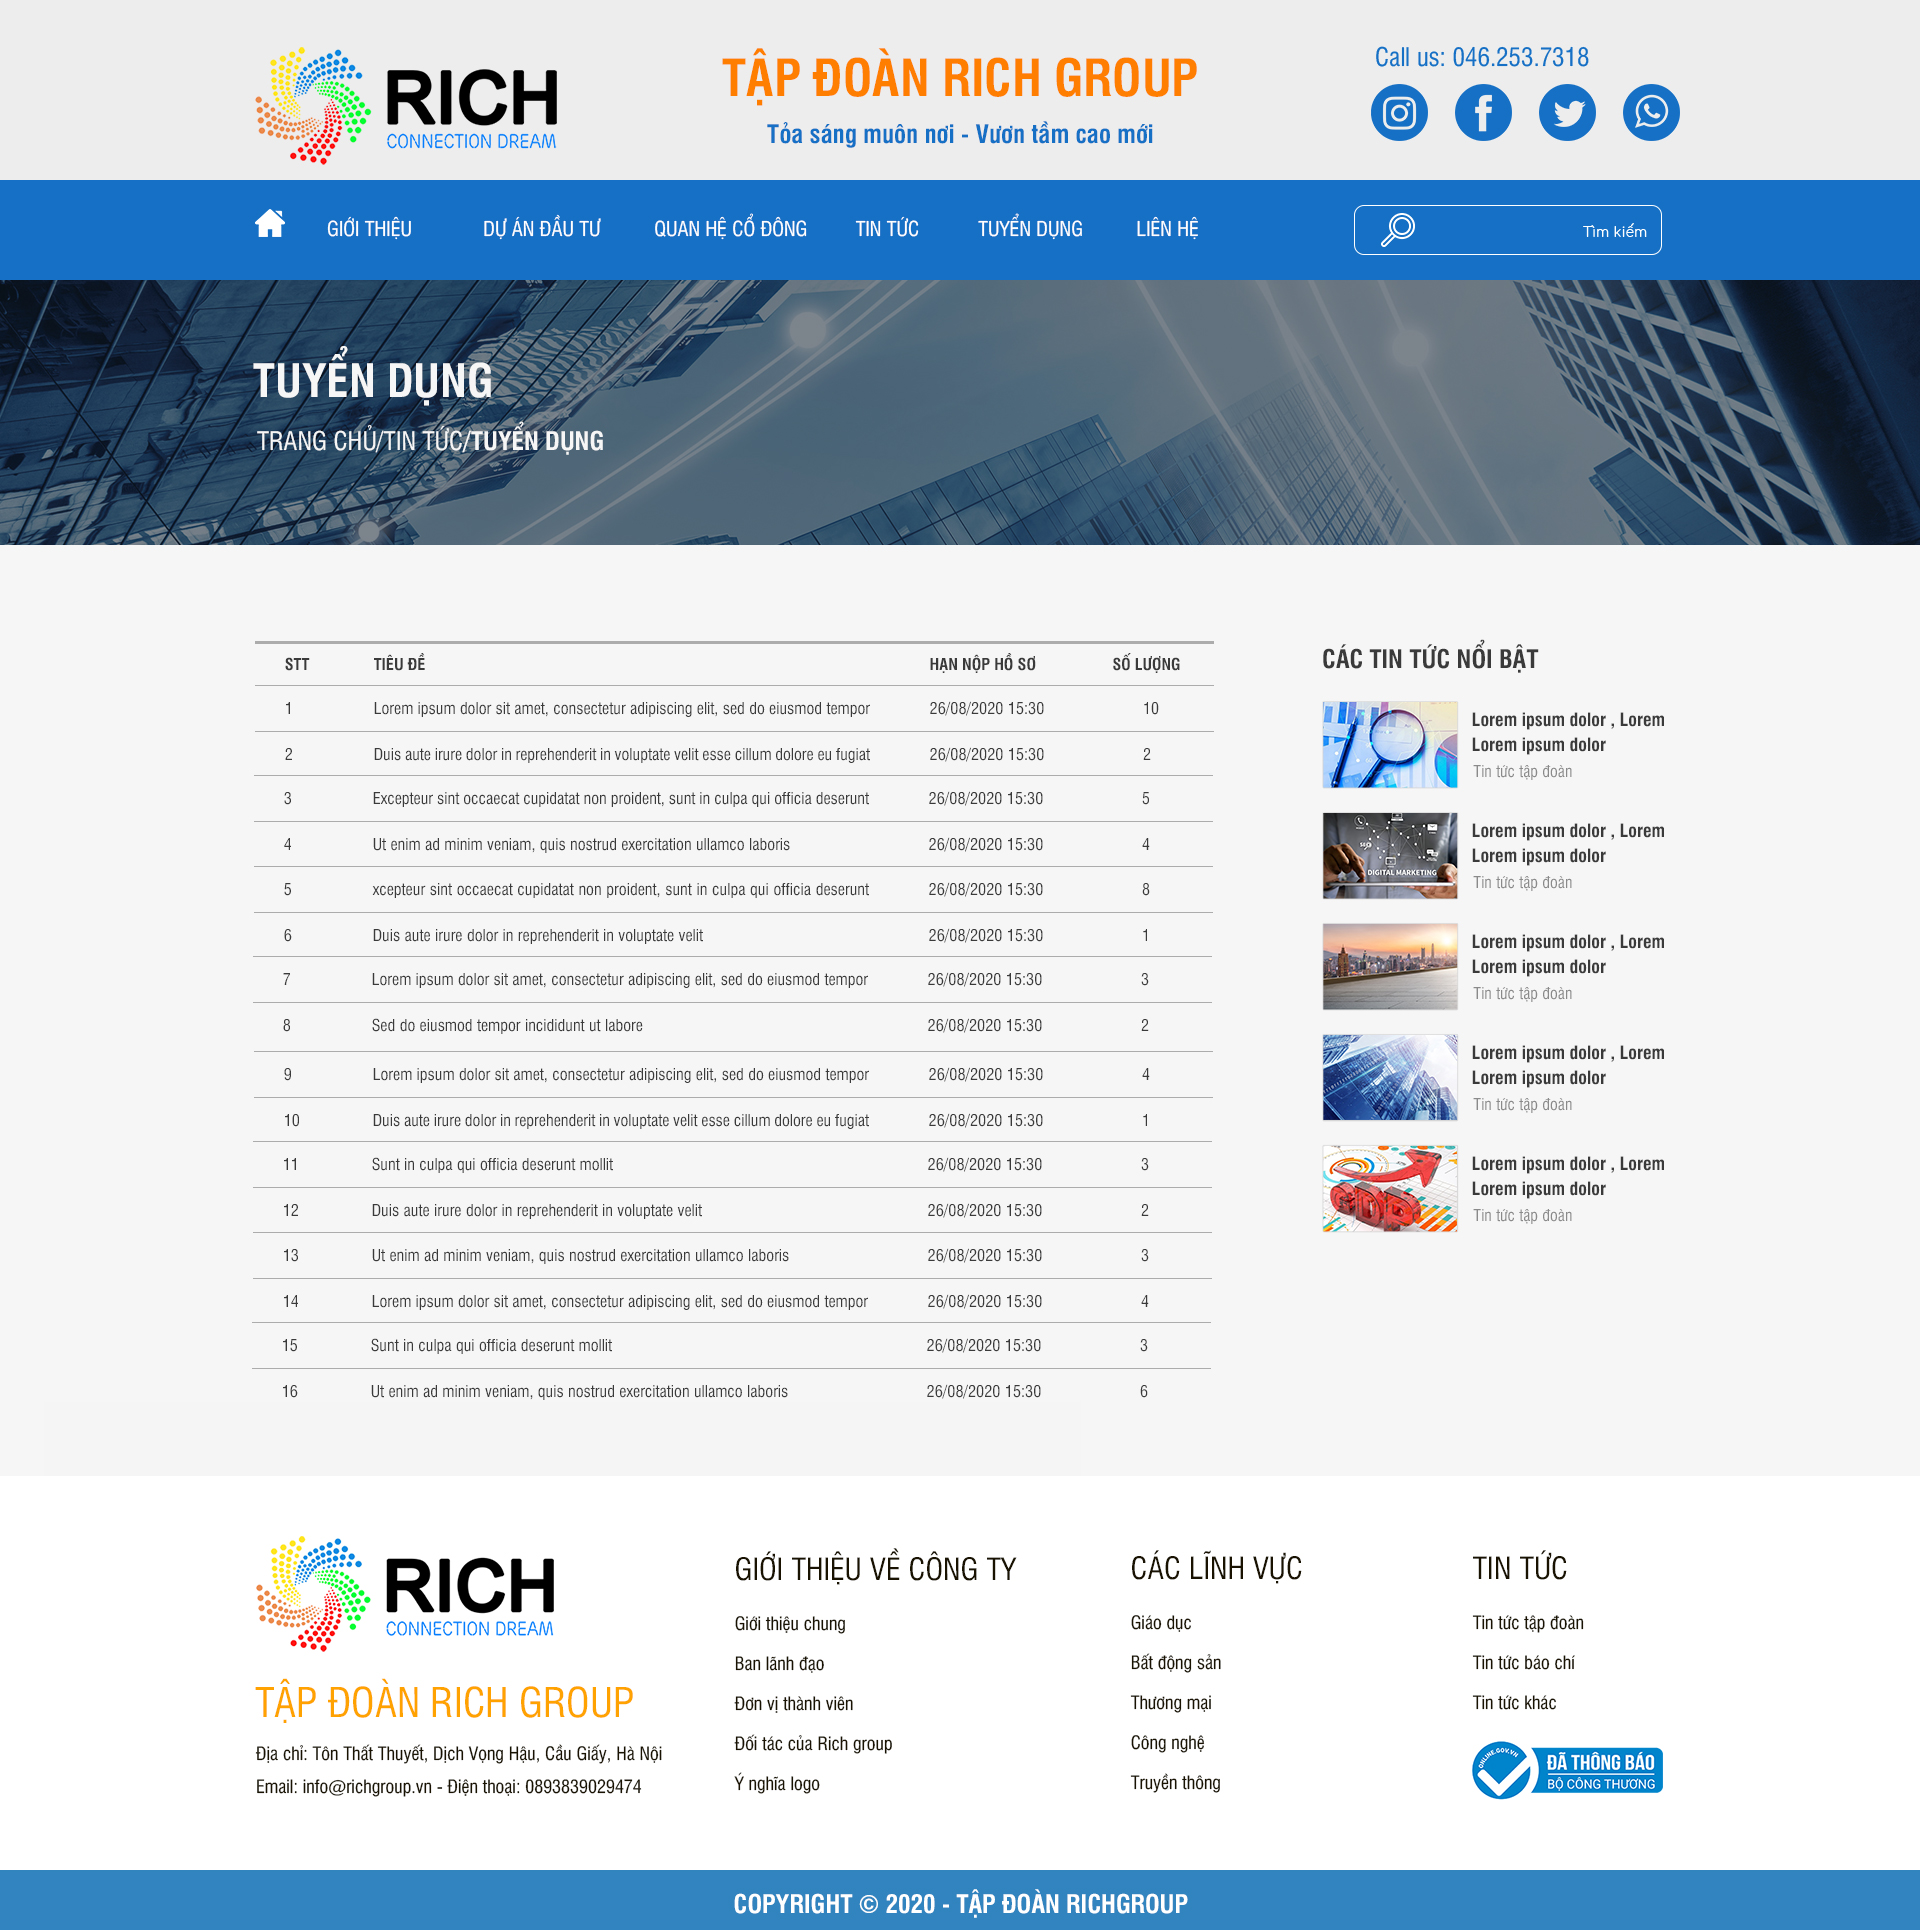 RICH
CONNECTION DREAM
TẬP ĐOÀN RICH GROUP
Tỏa sáng muôn nơi - Vươn tầm cao mới
Call us: 046.253.7318
GIỚI THIỆU DỰ ÁN ĐẦU TƯ QUAN HỆ CỔ ĐÔNG TIN TỨC TUYỂN DỤNG LIÊN HỆ Tìm kiếm
TUYỂN DỤNG
TRANG CHỦ/TIN TỨC/TUYỂN DỤNG
STT TIÊU ĐỀ HẠN NỘP HỒ SƠ SỐ LƯỢNG
1 Lorem ipsum dolor sit amet, consectetur adipiscing elit, sed do eiusmod tempor 26/08/2020 15:30 10
2 Duis aute irure dolor in reprehenderit in voluptate velit esse cillum dolore eu fugiat 26/08/2020 15:30 2
3 Excepteur sint occaecat cupidatat non proident, sunt in culpa qui officia deserunt 26/08/2020 15:30 5
4 Ut enim ad minim veniam, quis nostrud exercitation ullamco laboris 26/08/2020 15:30 4
5 xcepteur sint occaecat cupidatat non proident, sunt in culpa qui officia deserunt 26/08/2020 15:30 8
6 Duis aute irure dolor in reprehenderit in voluptate velit 26/08/2020 15:30 1
7 Lorem ipsum dolor sit amet, consectetur adipiscing elit, sed do eiusmod tempor 26/08/2020 15:30 3
8 Sed do eiusmod tempor incididunt ut labore 26/08/2020 15:30 2
9 Lorem ipsum dolor sit amet, consectetur adipiscing elit, sed do eiusmod tempor 26/08/2020 15:30 4
10 Duis aute irure dolor in reprehenderit in voluptate velit esse cillum dolore eu fugiat 26/08/2020 15:30 1
11 Sunt in culpa qui officia deserunt mollit 26/08/2020 15:30 3
12 Duis aute irure dolor in reprehenderit in voluptate velit 26/08/2020 15:30 2
13 Ut enim ad minim veniam, quis nostrud exercitation ullamco laboris 26/08/2020 15:30 3
14 Lorem ipsum dolor sit amet, consectetur adipiscing elit, sed do eiusmod tempor 26/08/2020 15:30 4
15 Sunt in culpa qui officia deserunt mollit 26/08/2020 15:30 3
16 Ut enim ad minim veniam, quis nostrud exercitation ullamco laboris 26/08/2020 15:30 6
CÁC TIN TỨC NỔI BẬT
Lorem ipsum dolor , Lorem
Lorem ipsum dolor
Tin tức tập đoàn
SEO
DIGITAL MARKETING
Lorem ipsum dolor , Lorem
Lorem ipsum dolor
Tin tức tập đoàn
Lorem ipsum dolor , Lorem
Lorem ipsum dolor
Tin tức tập đoàn
Lorem ipsum dolor , Lorem
Lorem ipsum dolor
Tin tức tập đoàn
GDP
Lorem ipsum dolor , Lorem
Lorem ipsum dolor
Tin tức tập đoàn
RICH
CONNECTION DREAM
TẬP ĐOÀN RICH GROUP
Địa chỉ: Tôn Thất Thuyết, Dịch Vọng Hậu, Cầu Giấy, Hà Nội
Email: info@richgroup.vn - Điện thoại: 0893839029474
GIỚI THIỆU VỀ CÔNG TY
Giới thiệu chung
Ban lãnh đạo
Đơn vị thành viên
Đối tác của Rich group
Ý nghĩa logo
CÁC LĨNH VỰC
Giáo dục
Bất động sản
Thương mại
Công nghệ
Truyền thông
TIN TỨC
Tin tức tập đoàn
Tin tức báo chí
Tin tức khác
ONLINE.GOV.VN
ĐÃ THÔNG BÁO
BỘ CÔNG THƯƠNG
COPYRIGHT © 2020 - TẬP ĐOÀN RICHGROUP